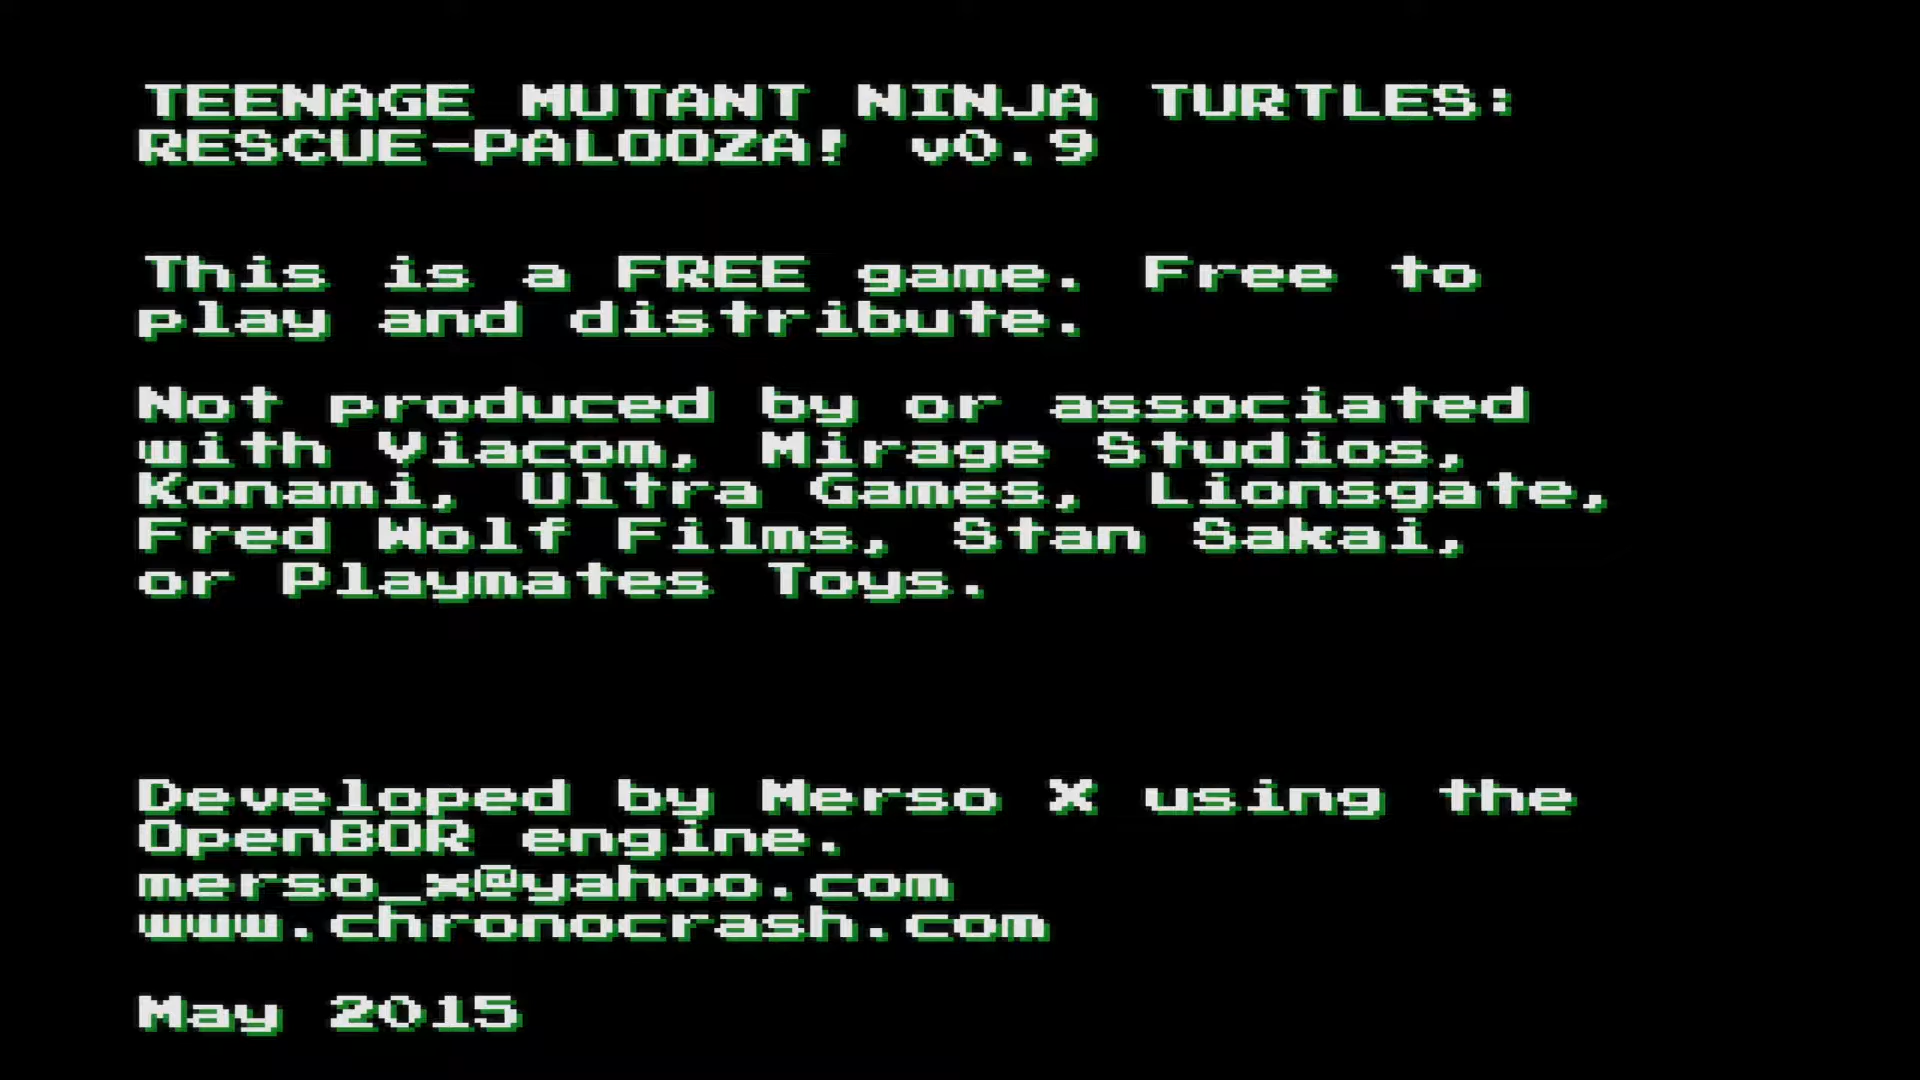 TEENAGE MUTANT NINJA TURTLES:
RESCUE-PALOOZA! v0.9
This is a FREE game. Free to
play and distribute.
Not produced by or associated
with Viacom, Mirage Studios,
Konami, Ultra Games, Lionsgate,
Fred Wolf Films, Stan Sakai,
or Playmates Toys.
Developed by Merso X using the
OpenBOR engine.
merso_x@yahoo.com
www.chronocrash.com
May 2015